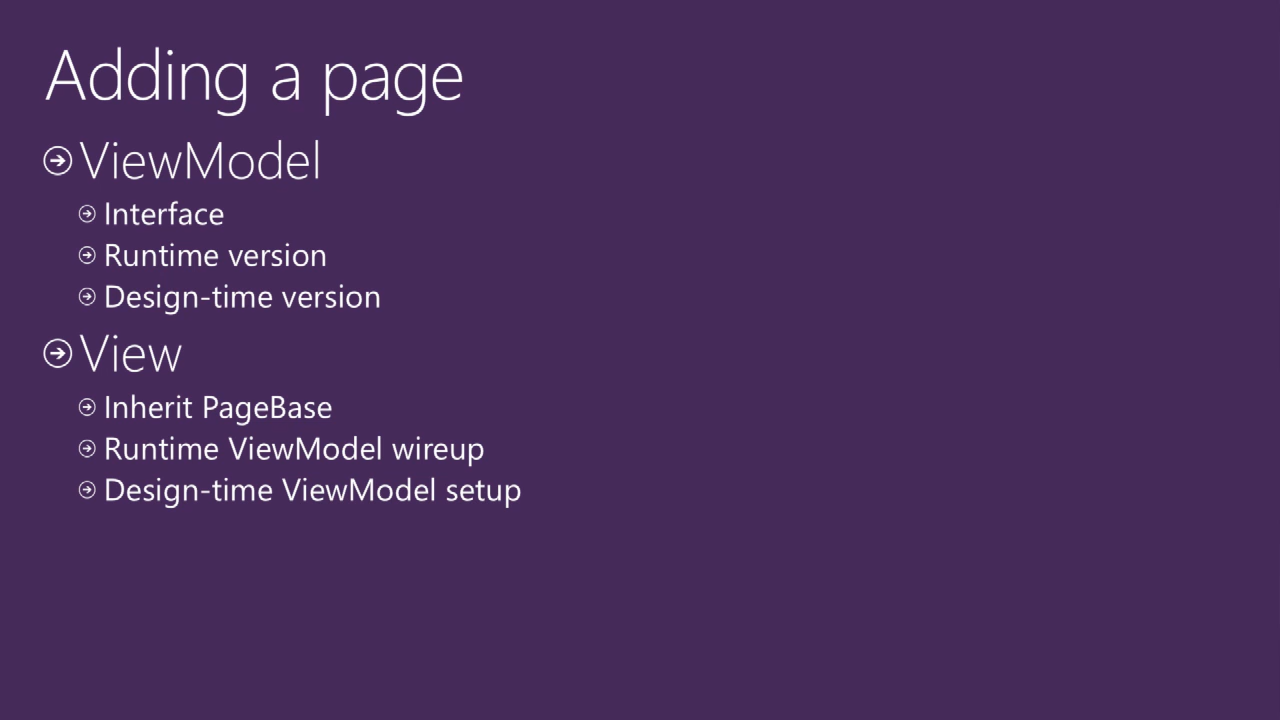 Adding a page
ViewModel
Interface
Runtime version
Design-time version
View
Inherit PageBase
Runtime ViewModel wireup
Design-time ViewModel setup